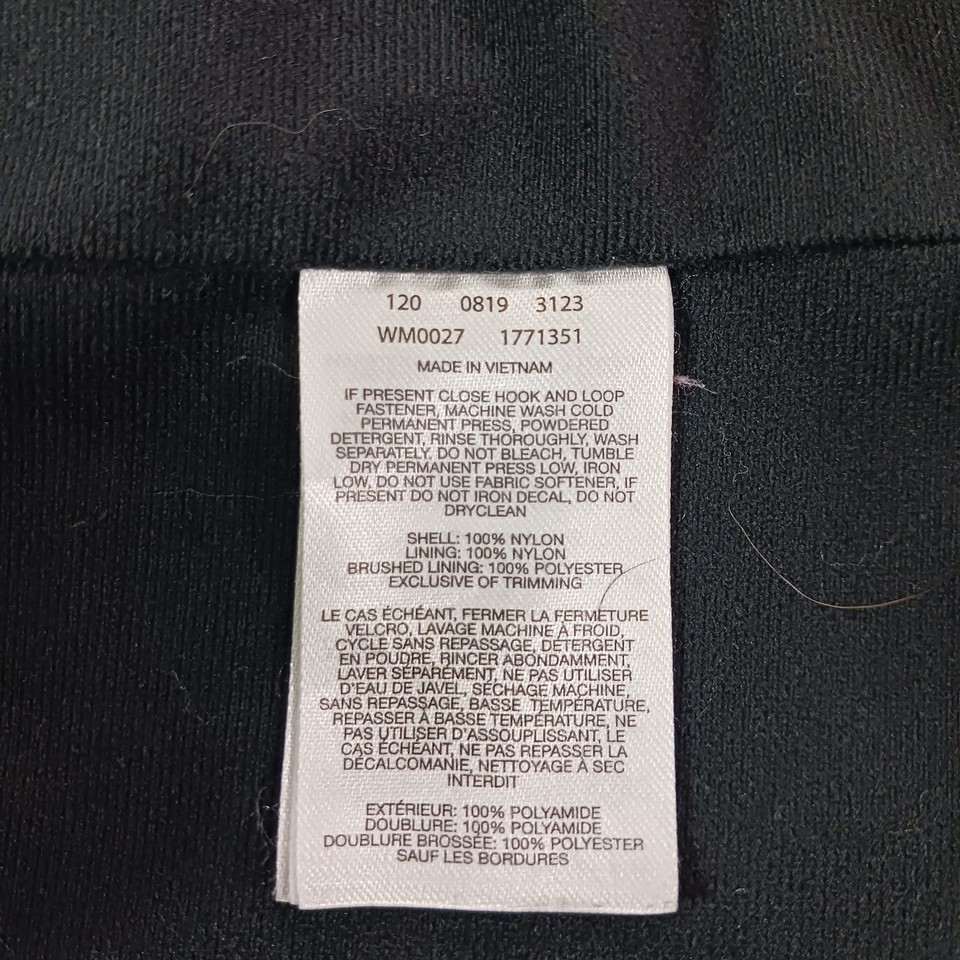 120 0819 3123
WM0027 1771351
MADE IN VIETNAM
IF PRESENT CLOSE HOOK AND LOOP
FASTENER, MACHINE WASH COLD
PERMANENT PRESS, POWDERED
DETERGENT, RINSE THOROUGHLY, WASH
SEPARATELY. DO NOT BLEACH, TUMBLE
DRY PERMANENT PRESS LOW, IRON
LOW, DO NOT USE FABRIC SOFTENER, IF
PRESENT DO NOT IRON DECAL, DO NOT
DRYCLEAN
SHELL: 100% NYLON
LINING: 100% NYLON
BRUSHED LINING: 100% POLYESTER
EXCLUSIVE OF TRIMMING
LE CAS ÉCHÉANT, FERMER LA FERMETURE
VELCRO, LAVAGE MACHINE À FROID,
CYCLE SANS REPASSAGE, DÉTERGENT
EN POUDRE, RINCER ABONDAMMENT,
LAVER SÉPARÉMENT, NE PAS UTILISER
D'EAU DE JAVEL, SÉCHAGE MACHINE,
SANS REPASSAGE, BASSE TEMPÉRATURE,
REPASSER À BASSE TEMPÉRATURE, NE
PAS UTILISER D'ASSOUPLISSANT, LE
CAS ÉCHÉANT, NE PAS REPASSER LA
DÉCALCOMANIE, NETTOYAGE À SEC
INTERDIT
EXTÉRIEUR: 100% POLYAMIDE
DOUBLURE: 100% POLYAMIDE
DOUBLURE BROSSÉE: 100% POLYESTER
SAUF LES BORDURES